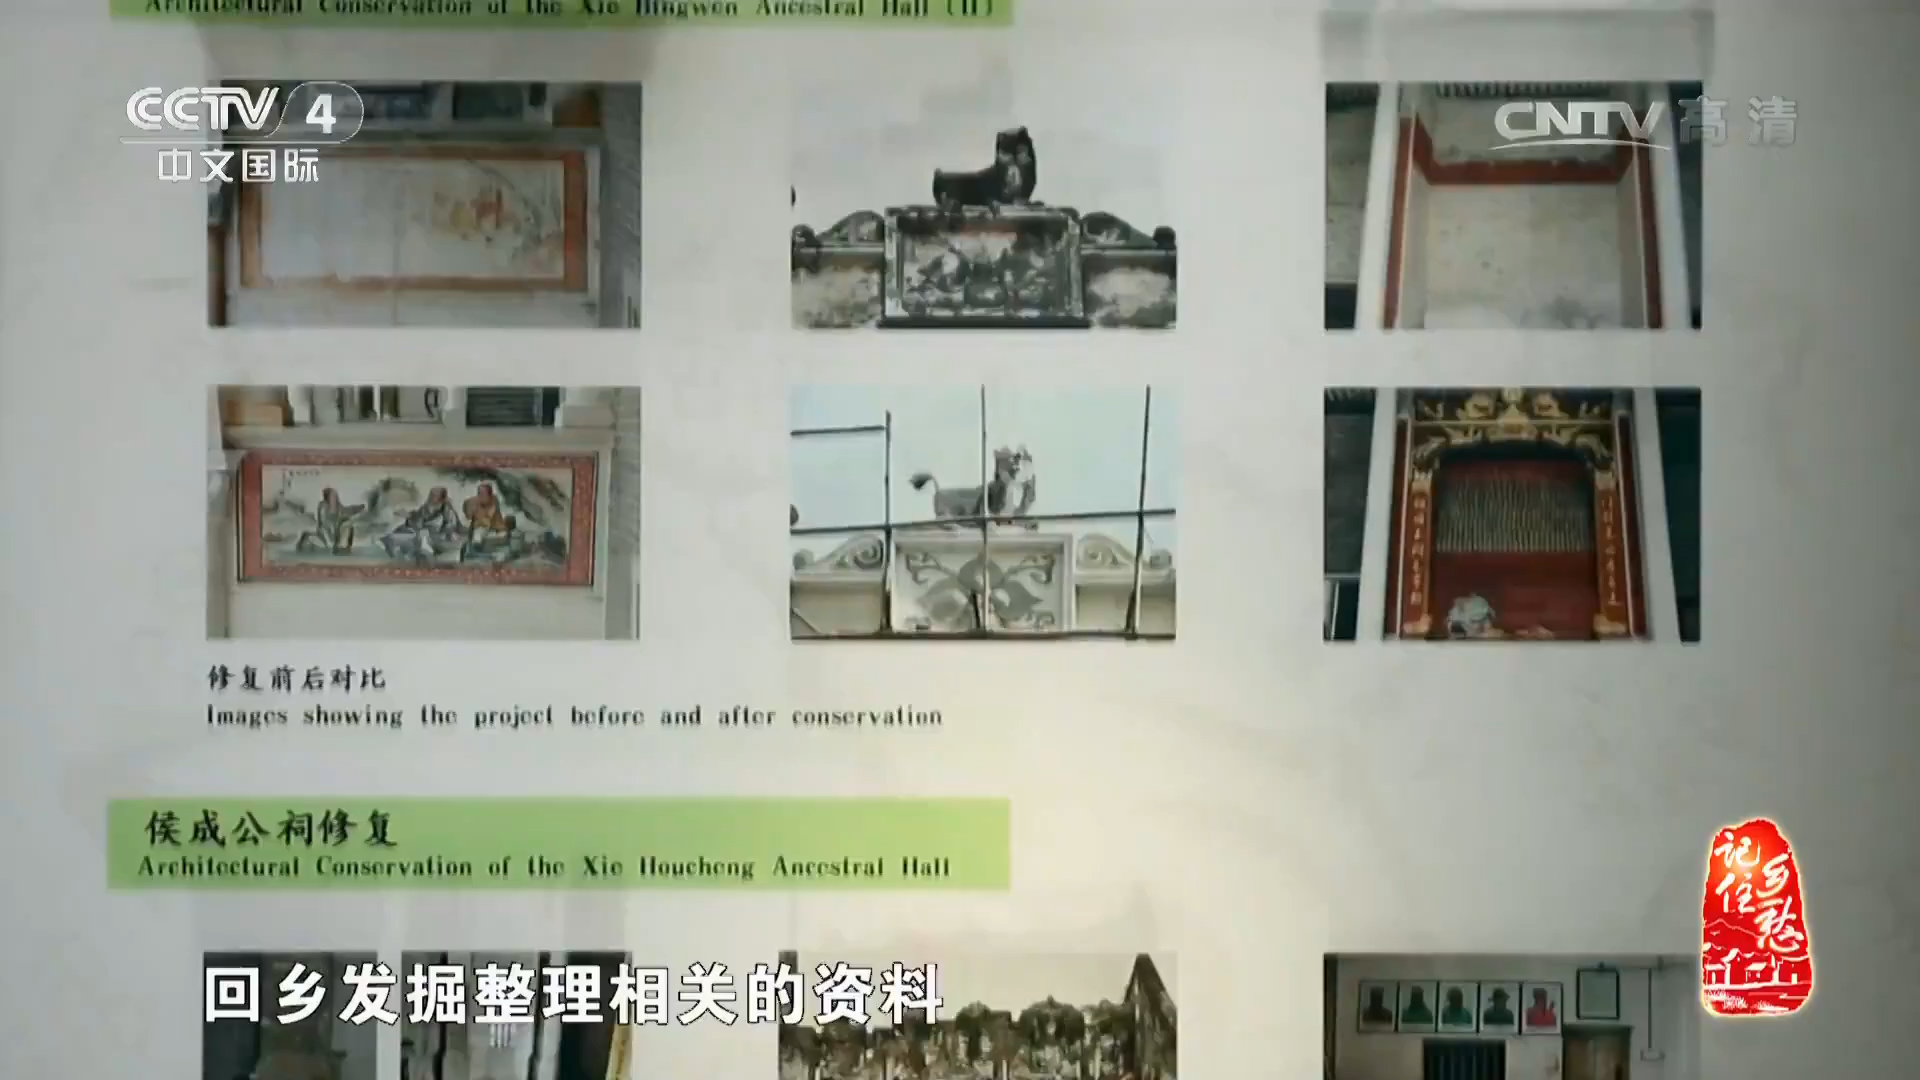 Architectural Conservation of the Xie Bingwen Ancestral Hall (II)
CCTV 4
中文国际
CNTV 高清
修复前后对比
Images showing the project before and after conservation
侯成公祠修复
Architectural Conservation of the Xie Houcheng Ancestral Hall
记住乡愁
回乡发掘整理相关的资料